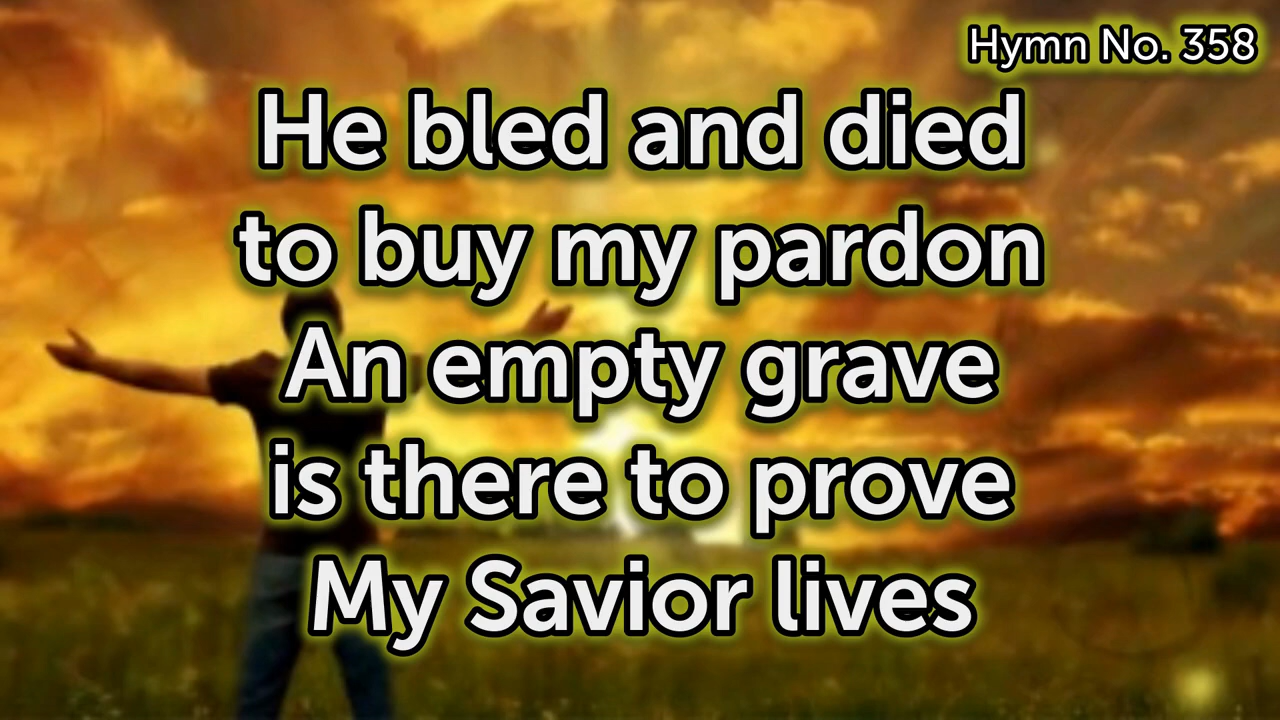 Hymn No. 358
He bled and died
to buy my pardon
An empty grave
is there to prove
My Savior lives